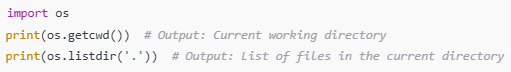 import os
print(os.getcwd())  # Output: Current working directory
print(os.listdir('.'))  # Output: List of files in the current directory